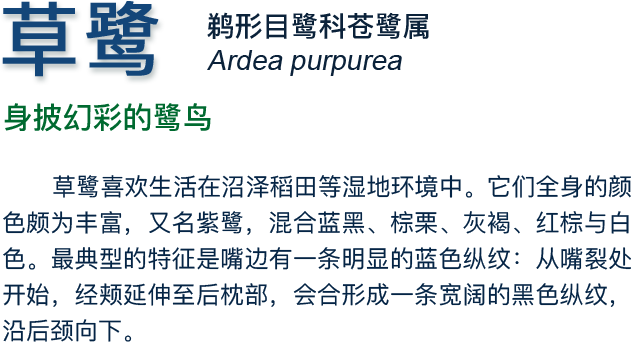 草鹭
鹈形目鹭科苍鹭属
Ardea purpurea
身披幻彩的鹭鸟
草鹭喜欢生活在沼泽稻田等湿地环境中。它们全身的颜
色颇为丰富，又名紫鹭，混合蓝黑、棕栗、灰褐、红棕与白
色。最典型的特征是嘴边有一条明显的蓝色纵纹：从嘴裂处
开始，经颊延伸至后枕部，会合形成一条宽阔的黑色纵纹，
沿后颈向下。